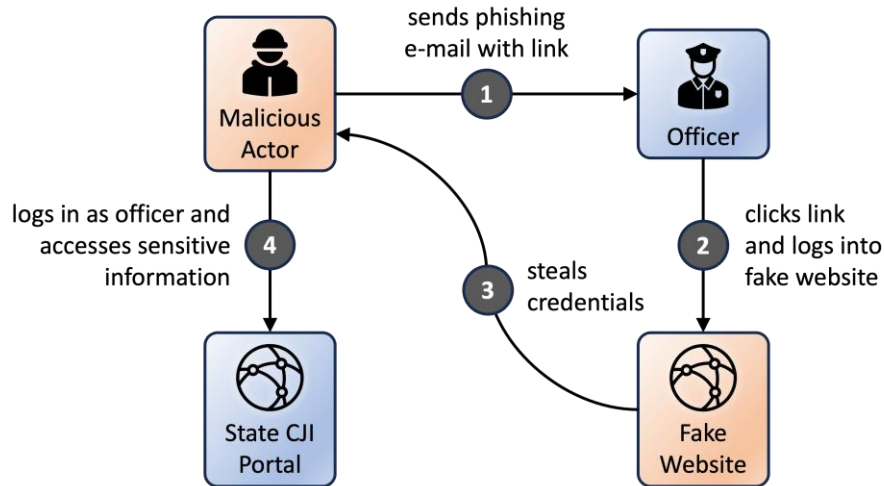 sends phishing
e-mail with link
1
Malicious
Actor
Officer
logs in as officer and
accesses sensitive
information
4
2
clicks link
and logs into
fake website
3
steals
credentials
State CJI
Portal
Fake
Website